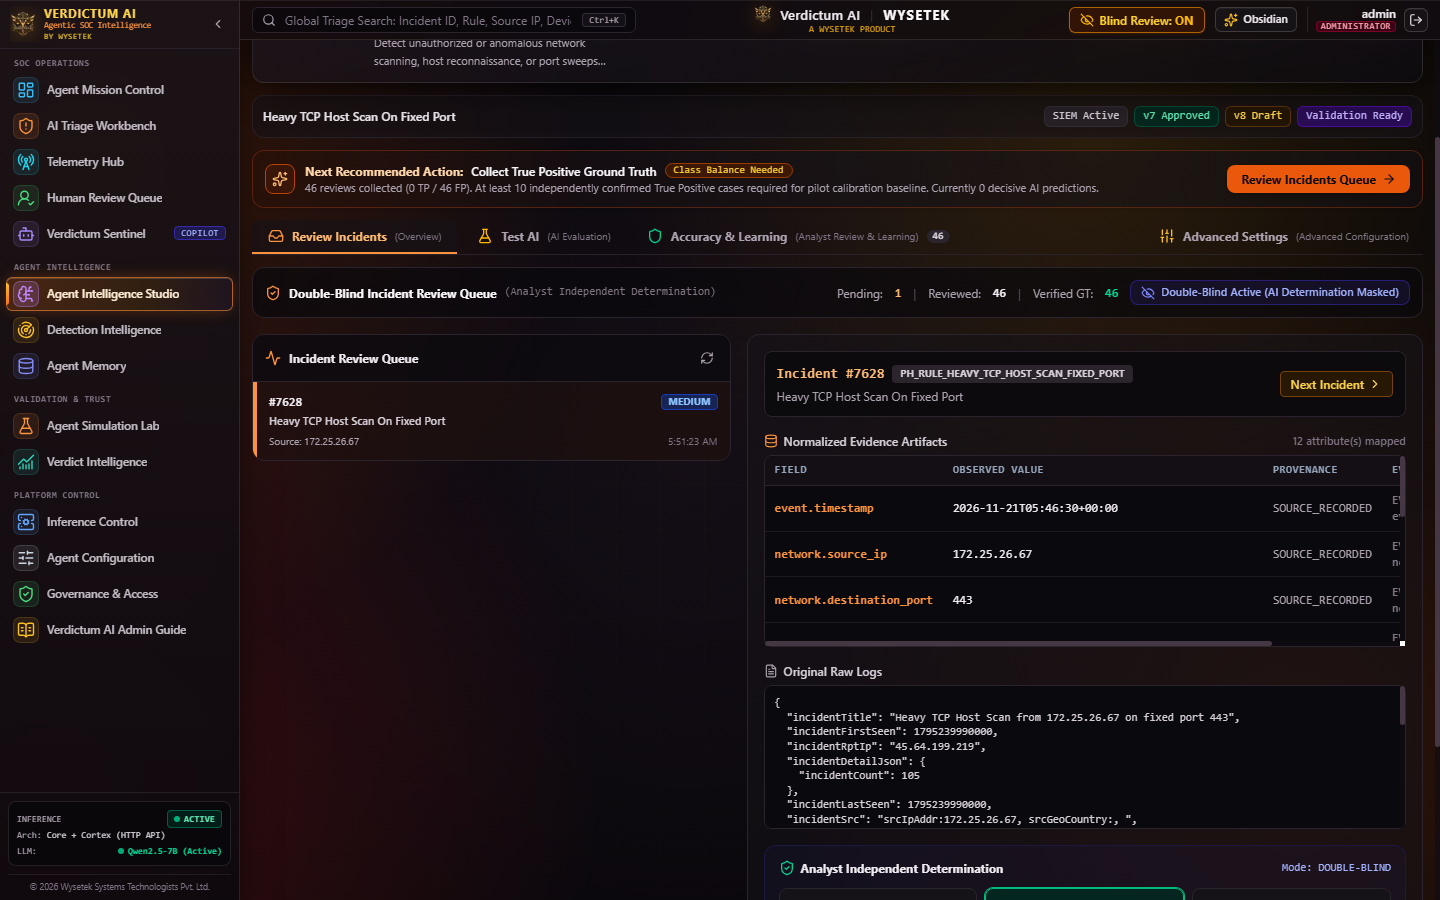 VERDICTUM AI
Agentic SOC Intelligence
BY WYSETEK
SOC OPERATIONS
Agent Mission Control
AI Triage Workbench
Telemetry Hub
Human Review Queue
Verdictum Sentinel COPILOT
AGENT INTELLIGENCE
Agent Intelligence Studio
Detection Intelligence
Agent Memory
VALIDATION & TRUST
Agent Simulation Lab
Verdict Intelligence
PLATFORM CONTROL
Inference Control
Agent Configuration
Governance & Access
Verdictum AI Admin Guide
INFERENCE ACTIVE
Arch: Core + Cortex (HTTP API)
LLM: Qwen2.5-7B (Active)
© 2026 Wysetek Systems Technologists Pvt. Ltd.
Global Triage Search: Incident ID, Rule, Source IP, Devi Ctrl+K
Verdictum AI | WYSETEK
A WYSETEK PRODUCT
Blind Review: ON
Obsidian
admin
ADMINISTRATOR
Detect unauthorized or anomalous network
scanning, host reconnaissance, or port sweeps...
Heavy TCP Host Scan On Fixed Port
SIEM Active v7 Approved v8 Draft Validation Ready
Next Recommended Action: Collect True Positive Ground Truth Class Balance Needed
46 reviews collected (0 TP / 46 FP). At least 10 independently confirmed True Positive cases required for pilot calibration baseline. Currently 0 decisive AI predictions.
Review Incidents Queue
Review Incidents (Overview)
Test AI (AI Evaluation)
Accuracy & Learning (Analyst Review & Learning) 46
Advanced Settings (Advanced Configuration)
Double-Blind Incident Review Queue (Analyst Independent Determination)
Pending: 1 | Reviewed: 46 | Verified GT: 46
Double-Blind Active (AI Determination Masked)
Incident Review Queue
#7628 MEDIUM
Heavy TCP Host Scan On Fixed Port
Source: 172.25.26.67 5:51:23 AM
Incident #7628 PH_RULE_HEAVY_TCP_HOST_SCAN_FIXED_PORT
Heavy TCP Host Scan On Fixed Port
Next Incident
Normalized Evidence Artifacts 12 attribute(s) mapped
FIELD OBSERVED VALUE PROVENANCE
event.timestamp 2026-11-21T05:46:30+00:00 SOURCE_RECORDED
network.source_ip 172.25.26.67 SOURCE_RECORDED
network.destination_port 443 SOURCE_RECORDED
Original Raw Logs
{
"incidentTitle": "Heavy TCP Host Scan from 172.25.26.67 on fixed port 443",
"incidentFirstSeen": 1795239990000,
"incidentRptIp": "45.64.199.219",
"incidentDetailJson": {
"incidentCount": 105
},
"incidentLastSeen": 1795239990000,
"incidentSrc": "srcIpAddr:172.25.26.67, srcGeoCountry:, ",
Analyst Independent Determination Mode: DOUBLE-BLIND